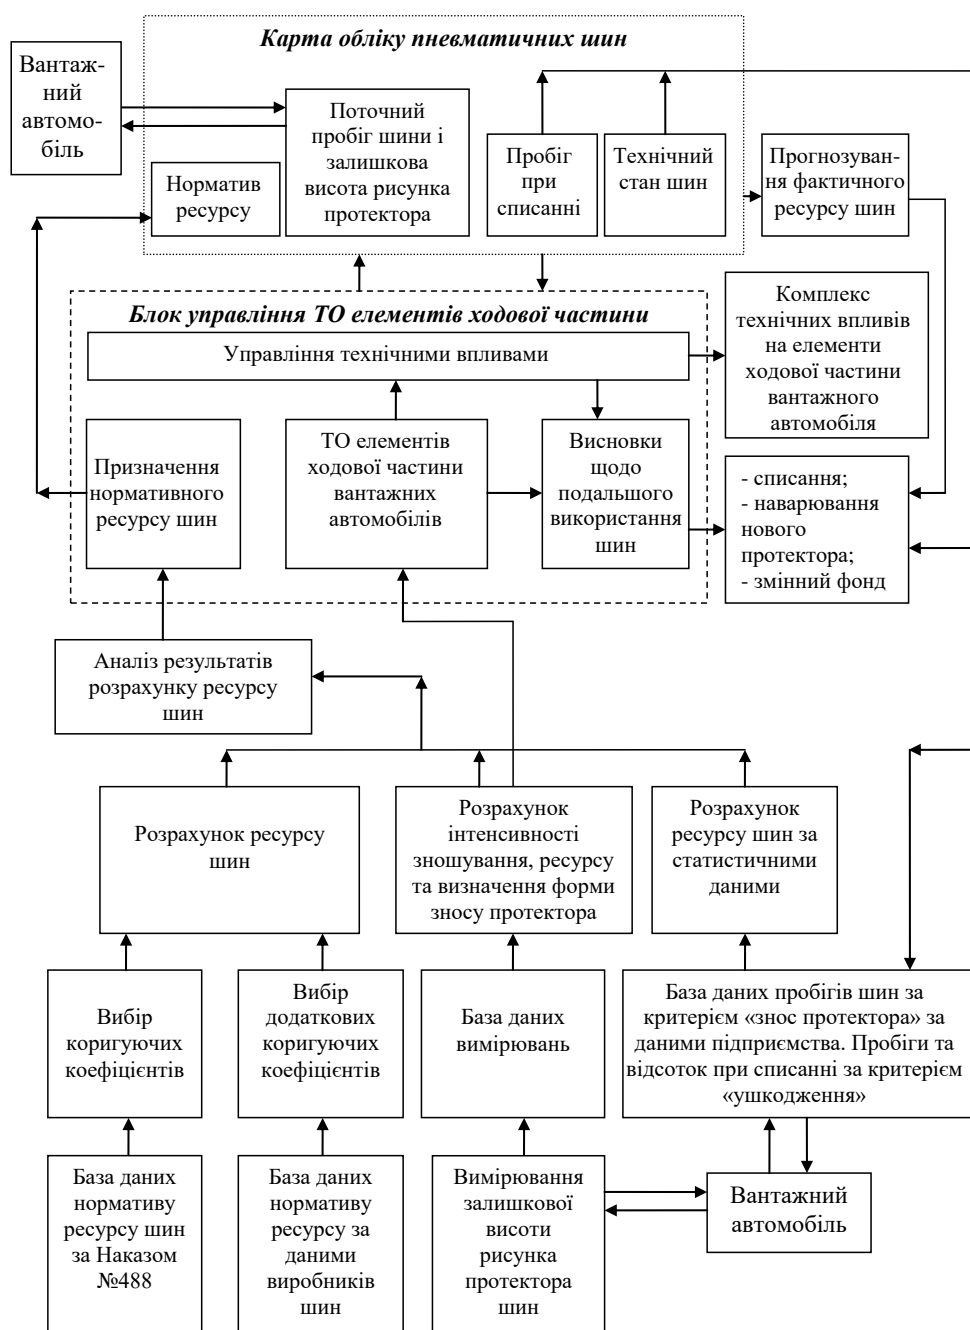 Карта обліку пневматичних шин
Вантаж-
ний
автомо-
біль
Поточний
пробіг шини і
залишкова
висота рисунка
протектора
Норматив
ресурсу
Пробіг
при
списанні
Технічний
стан шин
Прогнозуван-
ня фактичного
ресурсу шин
Блок управління ТО елементів ходової частини
Управління технічними впливами
Комплекс
технічних впливів
на елементи
ходової частини
вантажного
автомобіля
Призначення
нормативного
ресурсу шин
ТО елементів
ходової частини
вантажних
автомобілів
Висновки
щодо
подальшого
використання
шин
- списання;
- наварювання
нового
протектора;
- змінний фонд
Аналіз результатів
розрахунку ресурсу
шин
Розрахунок ресурсу
шин
Розрахунок
інтенсивності
зношування, ресурсу
та визначення форми
зносу протектора
Розрахунок
ресурсу шин за
статистичними
даними
Вибір
коригуючих
коефіцієнтів
Вибір
додаткових
коригуючих
коефіцієнтів
База даних
вимірювань
База даних пробігів шин за
критерієм «знос протектора» за
даними підприємства. Пробіги та
відсоток при списанні за критерієм
«ушкодження»
База даних
нормативу
ресурсу шин
за Наказом
№488
База даних
нормативу
ресурсу за
даними
виробників
шин
Вимірювання
залишкової
висоти
рисунка
протектора
шин
Вантажний
автомобіль